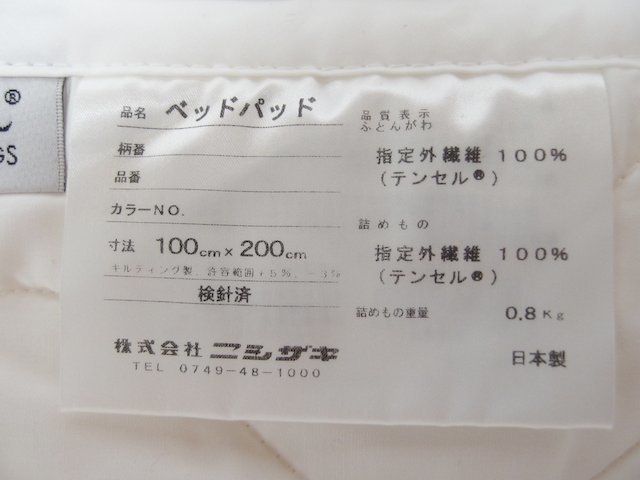 ®
GS
品名 ベッドパッド
柄番
品番
カラーNO.
寸法 100cm×200cm
キルティング製、許容範囲+5%、-3%
検針済
株式会社 ニシザキ
TEL 0749-48-1000
品質表示
ふとんがわ
指定外繊維 100%
(テンセル®)
詰めもの
指定外繊維 100%
(テンセル®)
詰めもの重量 0.8Kg
日本製